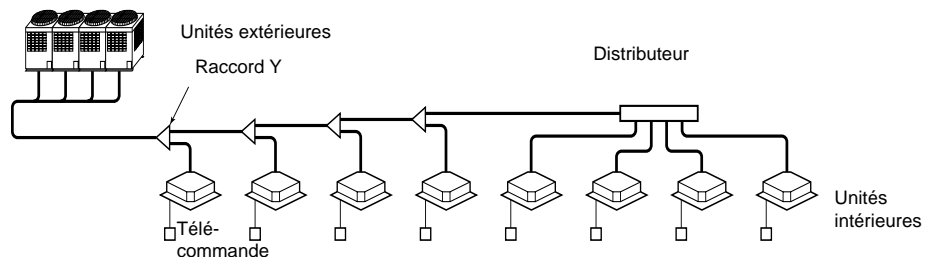 Unités extérieures
Raccord Y
Distributeur
Télé-
commande
Unités
intérieures